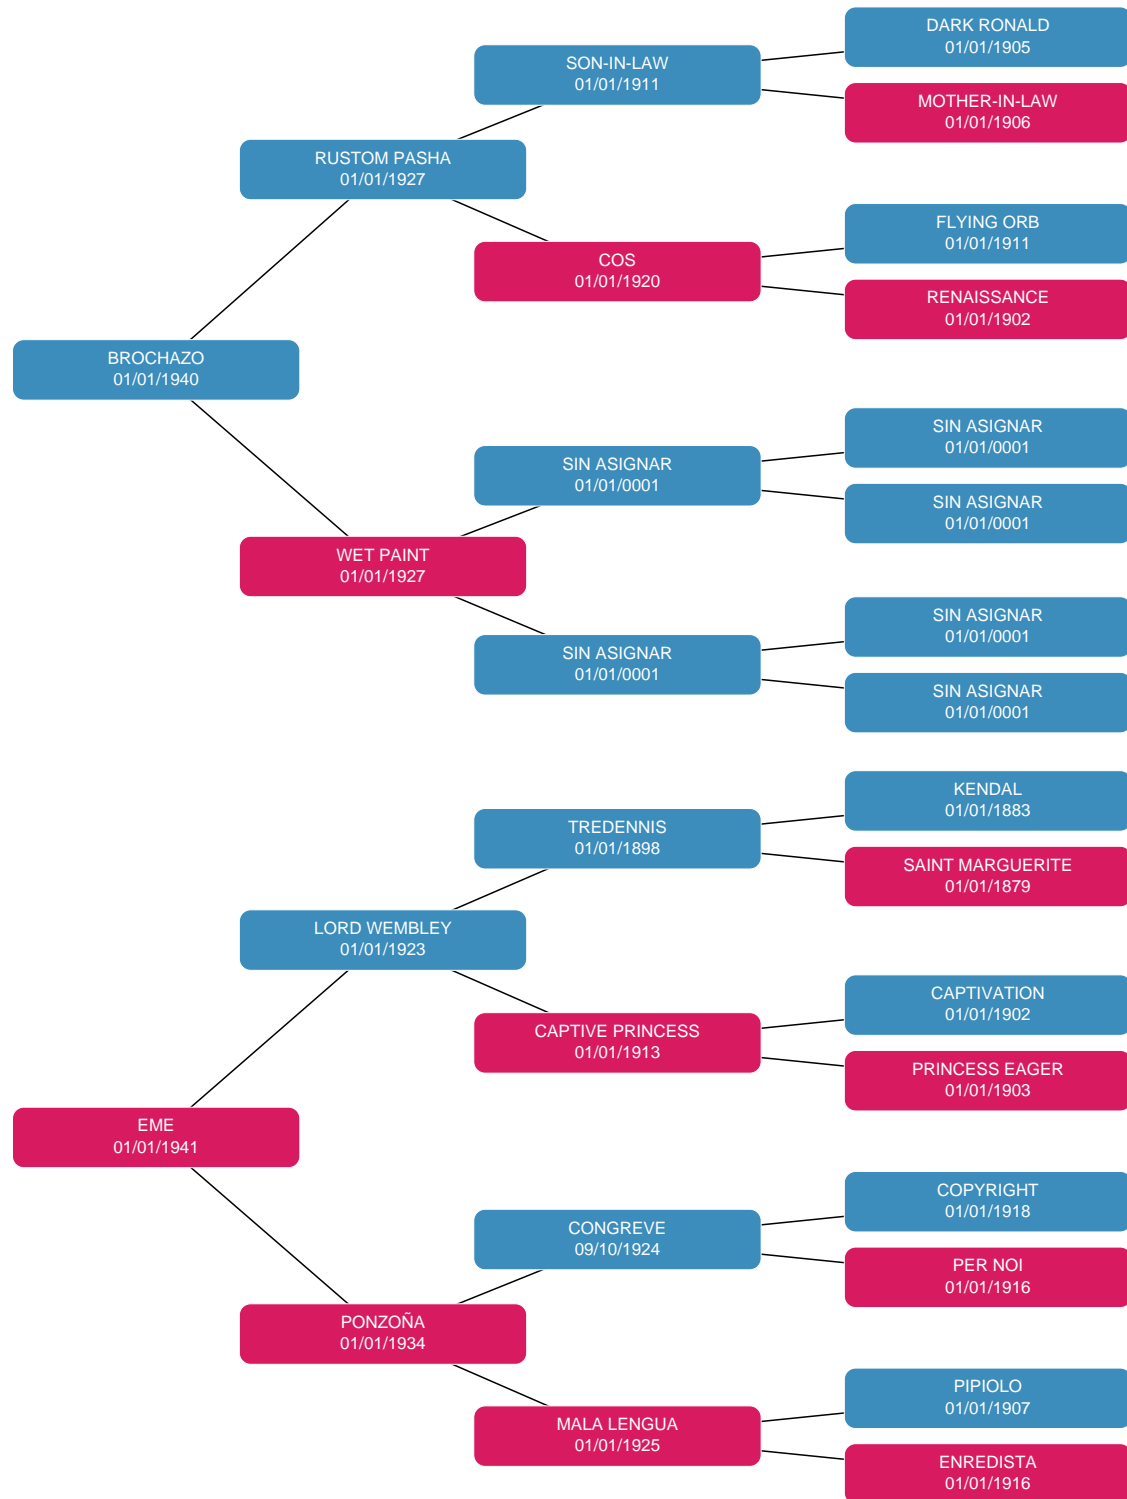 DARK RONALD
01/01/1905
SON-IN-LAW
01/01/1911
MOTHER-IN-LAW
01/01/1906
RUSTOM PASHA
01/01/1927
FLYING ORB
01/01/1911
COS
01/01/1920
RENAISSANCE
01/01/1902
BROCHAZO
01/01/1940
SIN ASIGNAR
01/01/0001
SIN ASIGNAR
01/01/0001
SIN ASIGNAR
01/01/0001
WET PAINT
01/01/1927
SIN ASIGNAR
01/01/0001
SIN ASIGNAR
01/01/0001
SIN ASIGNAR
01/01/0001
KENDAL
01/01/1883
TREDENNIS
01/01/1898
SAINT MARGUERITE
01/01/1879
LORD WEMBLEY
01/01/1923
CAPTIVATION
01/01/1902
CAPTIVE PRINCESS
01/01/1913
PRINCESS EAGER
01/01/1903
EME
01/01/1941
COPYRIGHT
01/01/1918
CONGREVE
09/10/1924
PER NOI
01/01/1916
PONZOÑA
01/01/1934
PIPIOLO
01/01/1907
MALA LENGUA
01/01/1925
ENREDISTA
01/01/1916